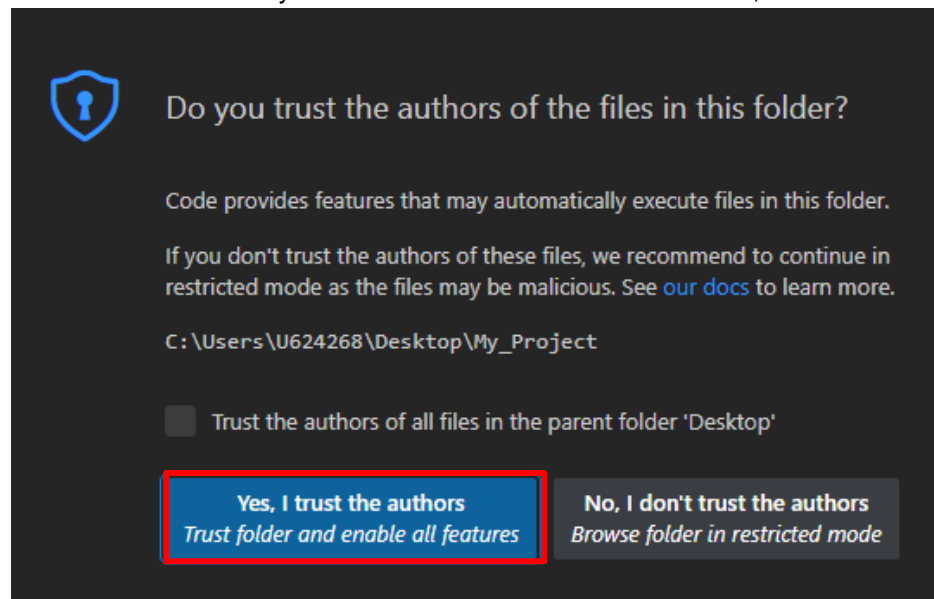 Do you trust the authors of the files in this folder?
Code provides features that may automatically execute files in this folder.
If you don't trust the authors of these files, we recommend to continue in
restricted mode as the files may be malicious. See our docs to learn more.
C:\Users\U624268\Desktop\My_Project
Trust the authors of all files in the parent folder 'Desktop'
Yes, I trust the authors
Trust folder and enable all features
No, I don't trust the authors
Browse folder in restricted mode